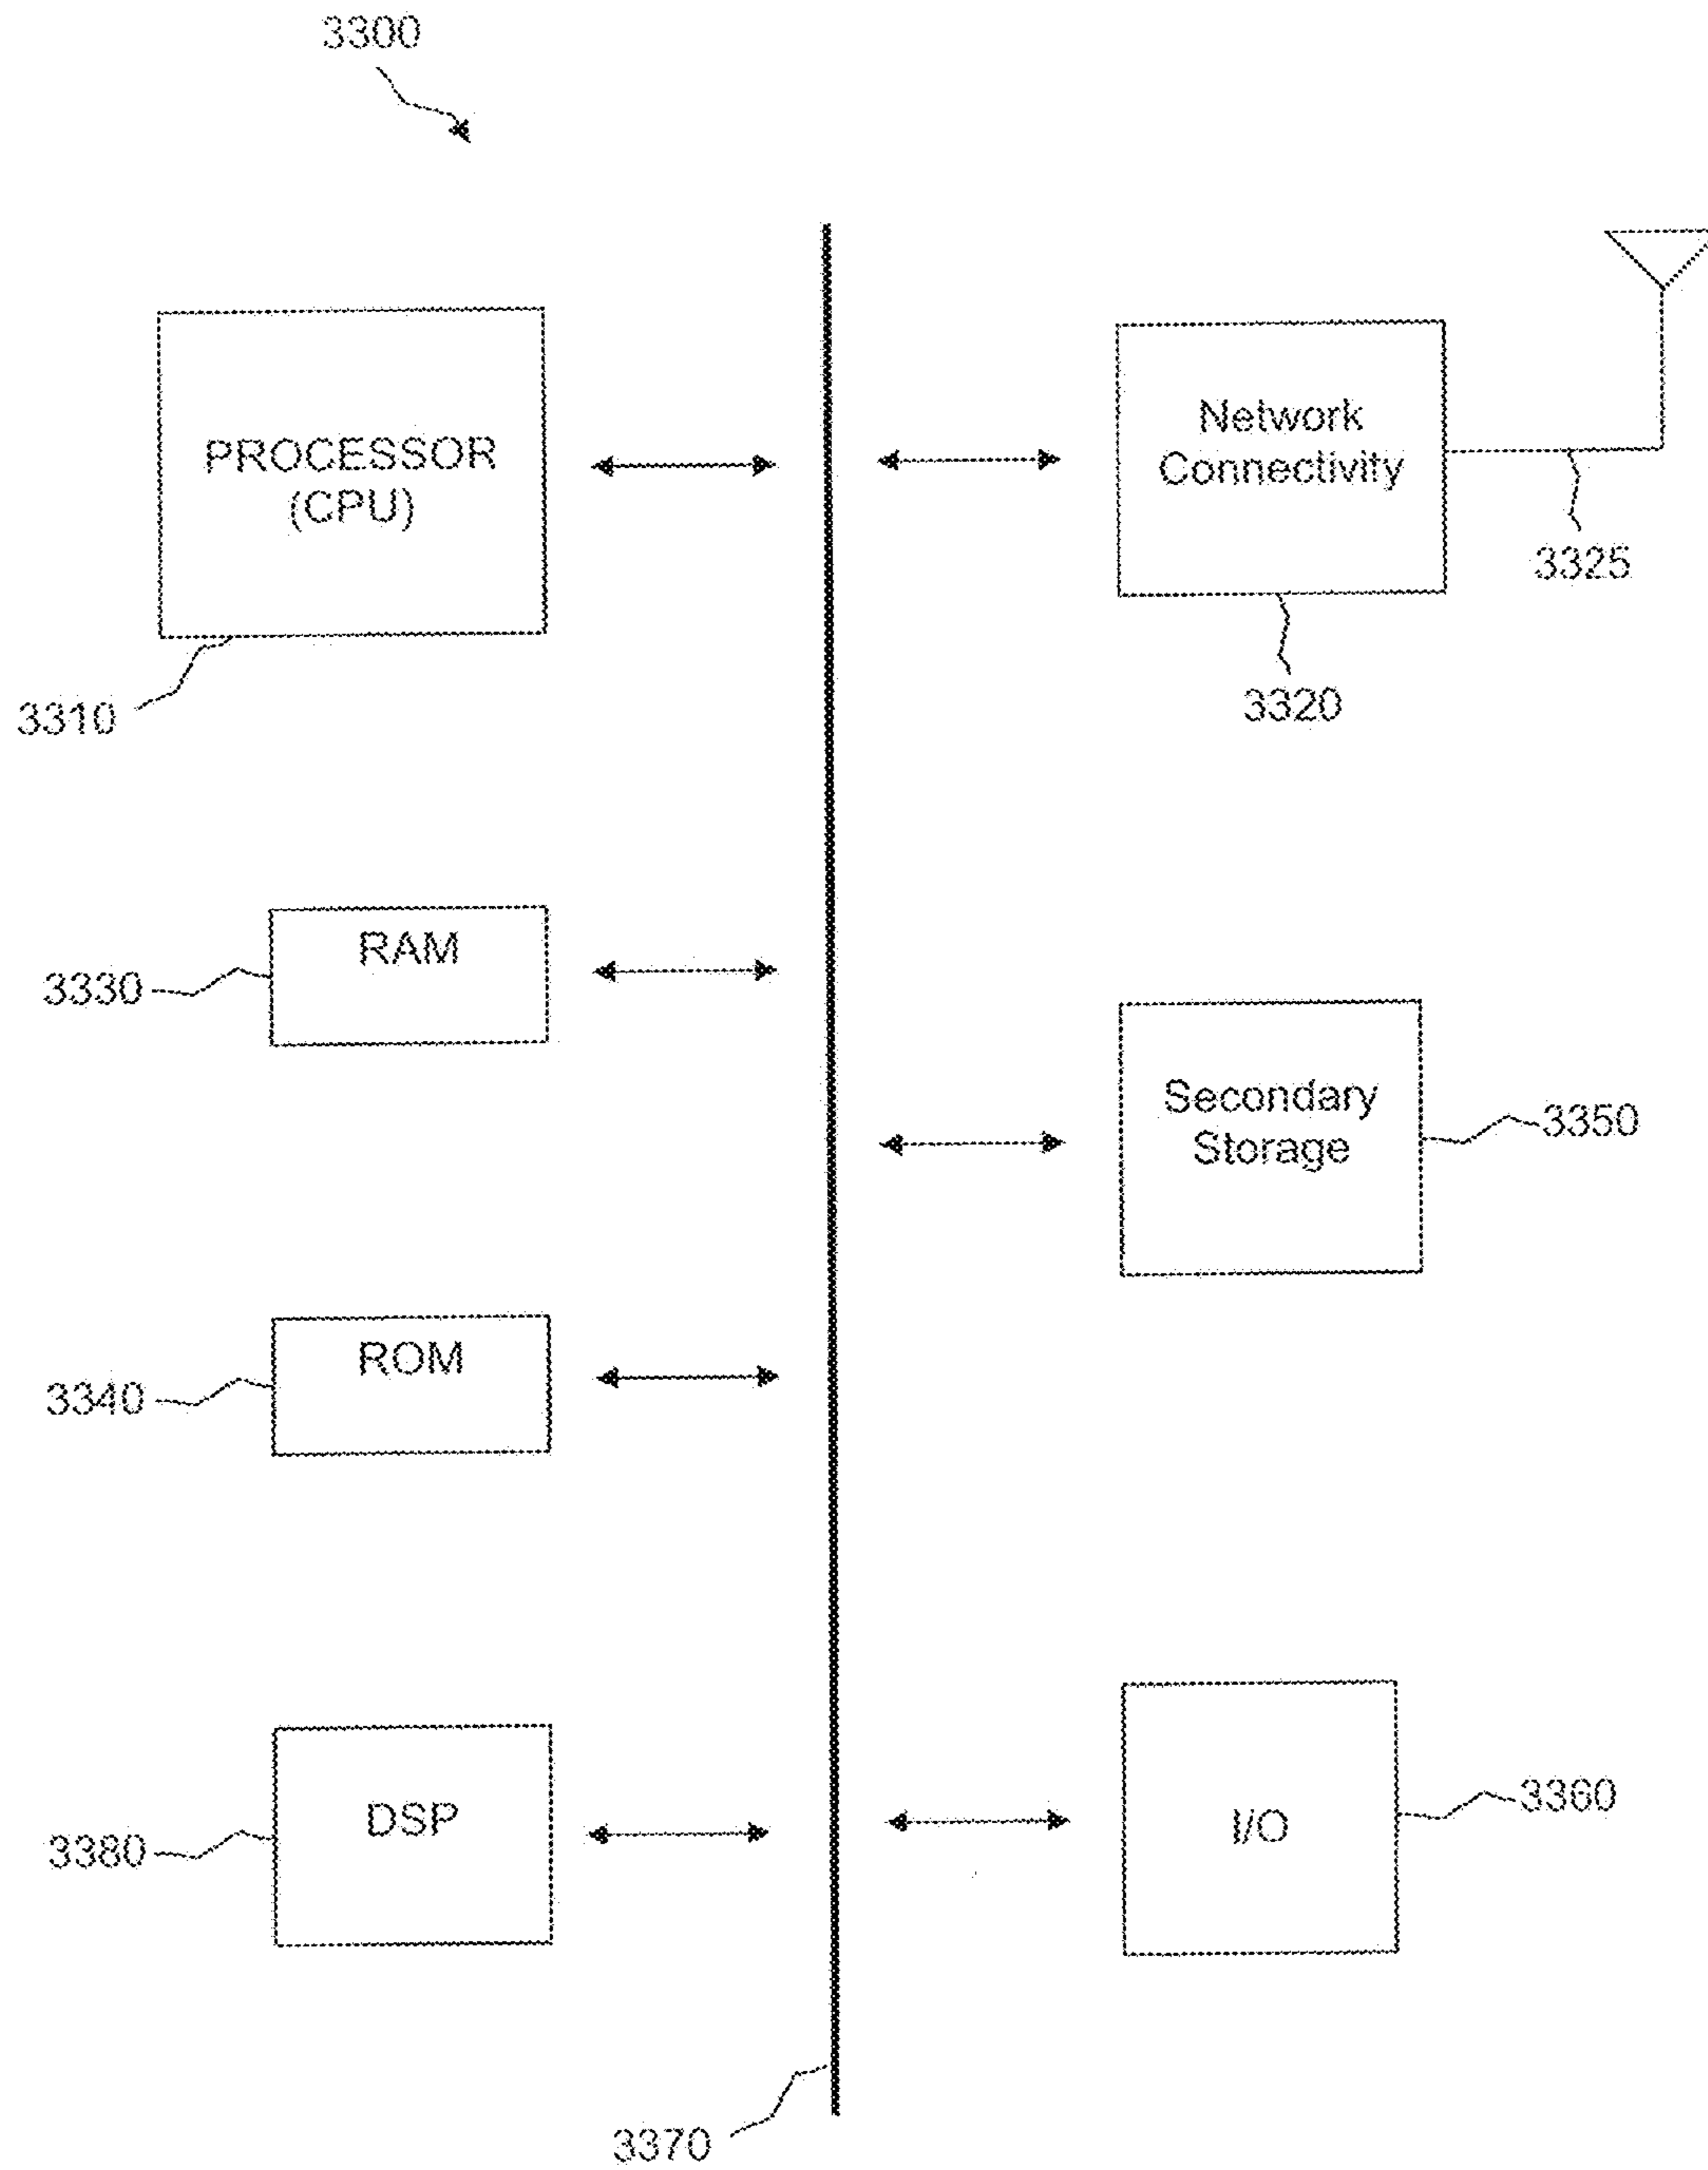 3300
PROCESSOR
(CPU)
3310
Network
Connectivity
3325
3320
RAM
3330
Secondary
Storage
3350
ROM
3340
DSP
3380
I/O
3360
3370